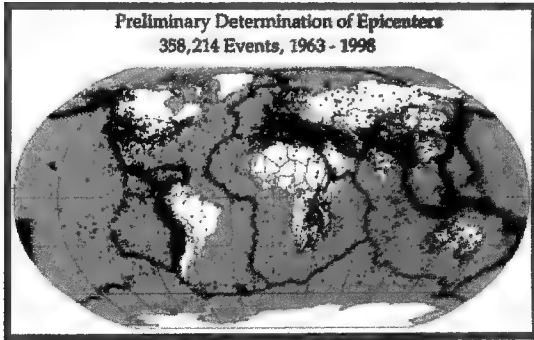 Preliminary Determination of Epicenters
358,214 Events, 1963 - 1998